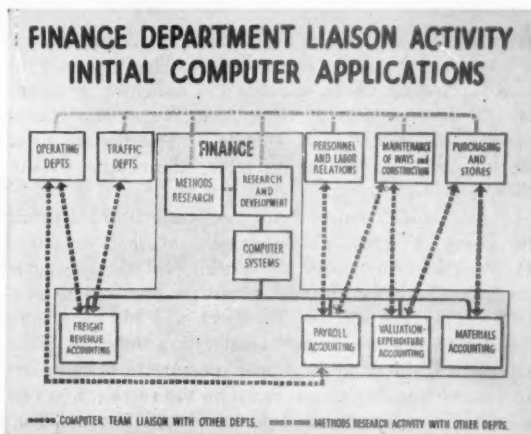 FINANCE DEPARTMENT LIAISON ACTIVITY
INITIAL COMPUTER APPLICATIONS
OPERATING
DEPTS.
TRAFFIC
DEPTS.
FINANCE
METHODS
RESEARCH
RESEARCH
AND
DEVELOPMENT
PERSONNEL
AND LABOR
RELATIONS
MAINTENANCE
OF WAYS and
CONSTRUCTION
PURCHASING
AND
STORES
COMPUTER
SYSTEMS
FREIGHT
REVENUE
ACCOUNTING
PAYROLL
ACCOUNTING
VALUATION-
EXPENDITURE
ACCOUNTING
MATERIALS
ACCOUNTING
COMPUTER TEAM LIAISON WITH OTHER DEPTS.
METHODS RESEARCH ACTIVITY WITH OTHER DEPTS.